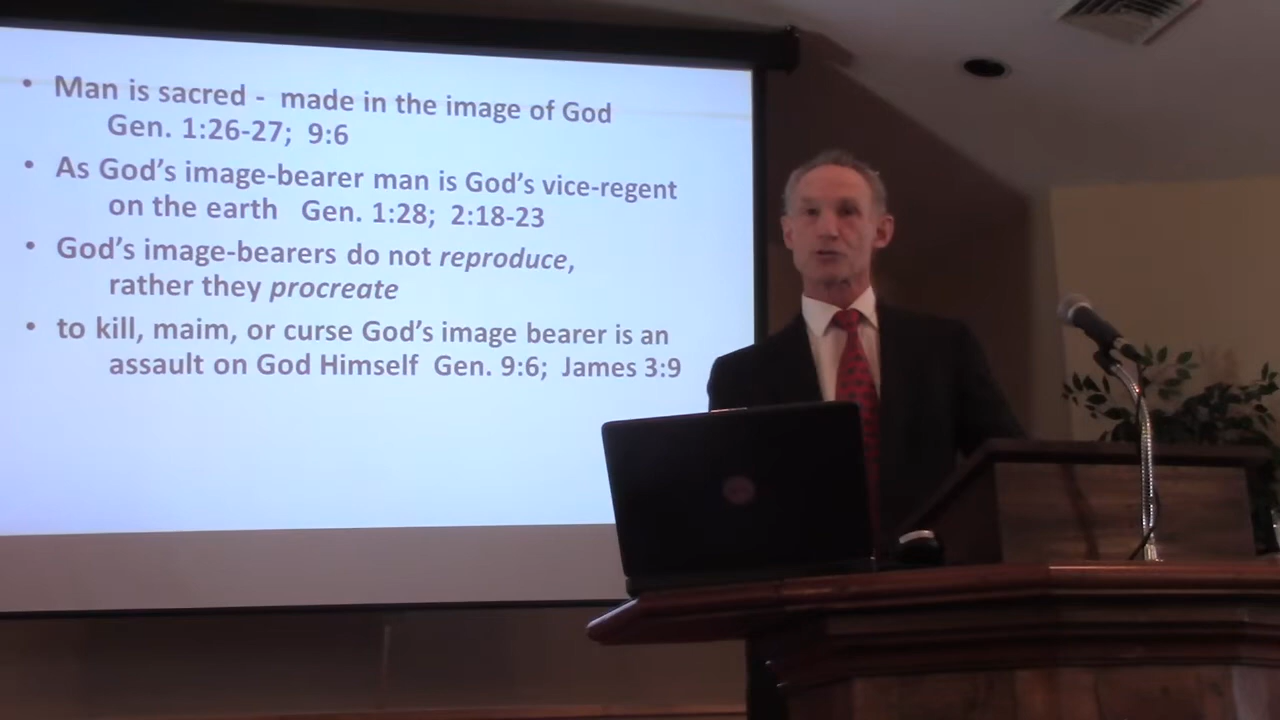 • Man is sacred - made in the image of God
Gen. 1:26-27; 9:6
• As God's image-bearer man is God's vice-regent
on the earth Gen. 1:28; 2:18-23
• God's image-bearers do not reproduce,
rather they procreate
• to kill, maim, or curse God's image bearer is an
assault on God Himself Gen. 9:6; James 3:9